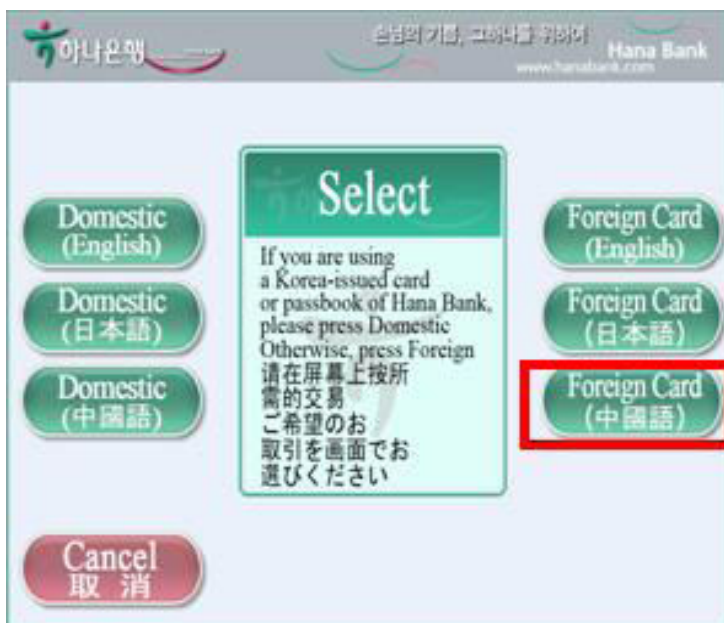 하나은행
손님의 기쁨, 그하나를 위하여
Hana Bank
www.hanabank.com
Select
If you are using
a Korea-issued card
or passbook of Hana Bank,
please press Domestic
Otherwise, press Foreign
请在屏幕上按所
需的交易
ご希望のお
取引を画面でお
選びください
Domestic
(English)
Domestic
(日本語)
Domestic
(中國語)
Cancel
取 消
Foreign Card
(English)
Foreign Card
(日本語)
Foreign Card
(中國語)